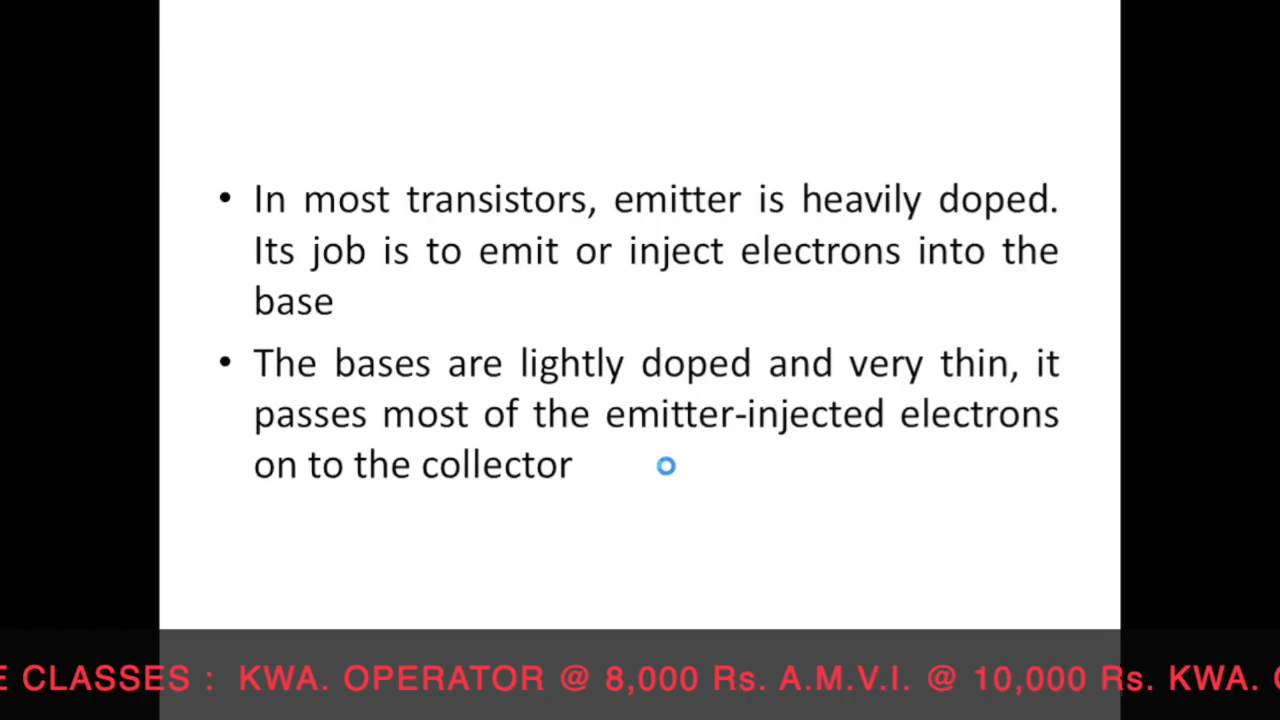 • In most transistors, emitter is heavily doped.
Its job is to emit or inject electrons into the
base
• The bases are lightly doped and very thin, it
passes most of the emitter-injected electrons
on to the collector
CLASSES : KWA. OPERATOR @ 8,000 Rs. A.M.V.I. @ 10,000 Rs. KWA.